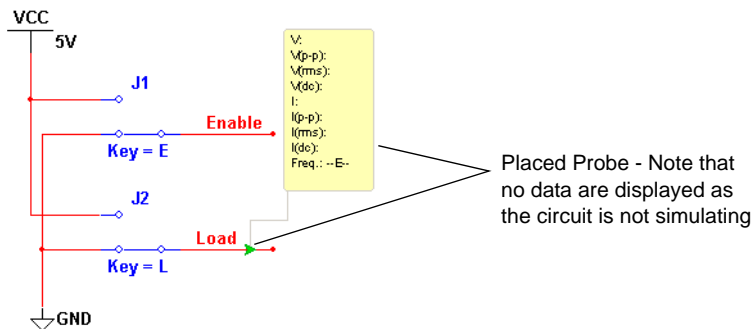 VCC
5V
J1
Enable
Key = E
J2
Load
Key = L
GND
V:
V(p-p):
V(rms):
V(dc):
I:
I(p-p):
I(rms):
I(dc):
Freq.: --E--
Placed Probe - Note that
no data are displayed as
the circuit is not simulating